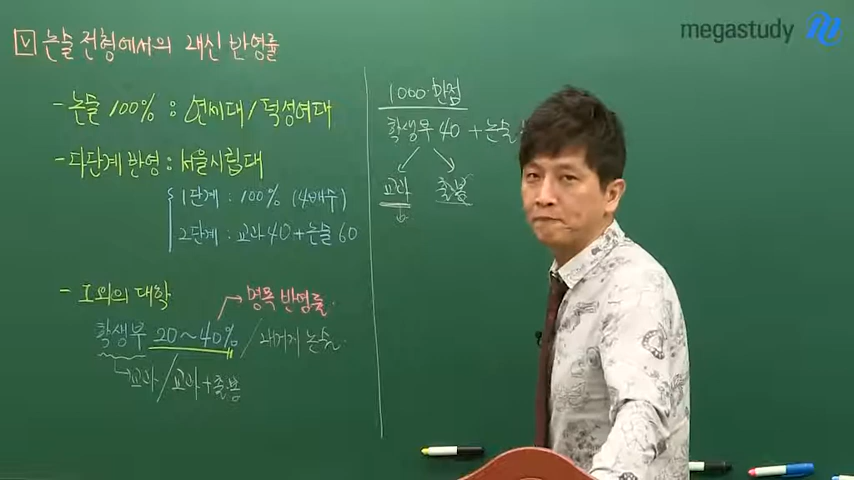 megastudy
V 논술 전형에서의 내신 반영률
- 논술 100% : 연세대 / 덕성여대
- 다단계 반영 : 서울시립대
1단계 : 100% (4배수)
2단계 : 교과 40 + 논술 60
- 그 외의 대학
명목 반영률.
학생부 20~40% / 나머지 논술.
교과 / 교과 + 출·봉
1000·만점
학생부 40 + 논술
교과 출·봉